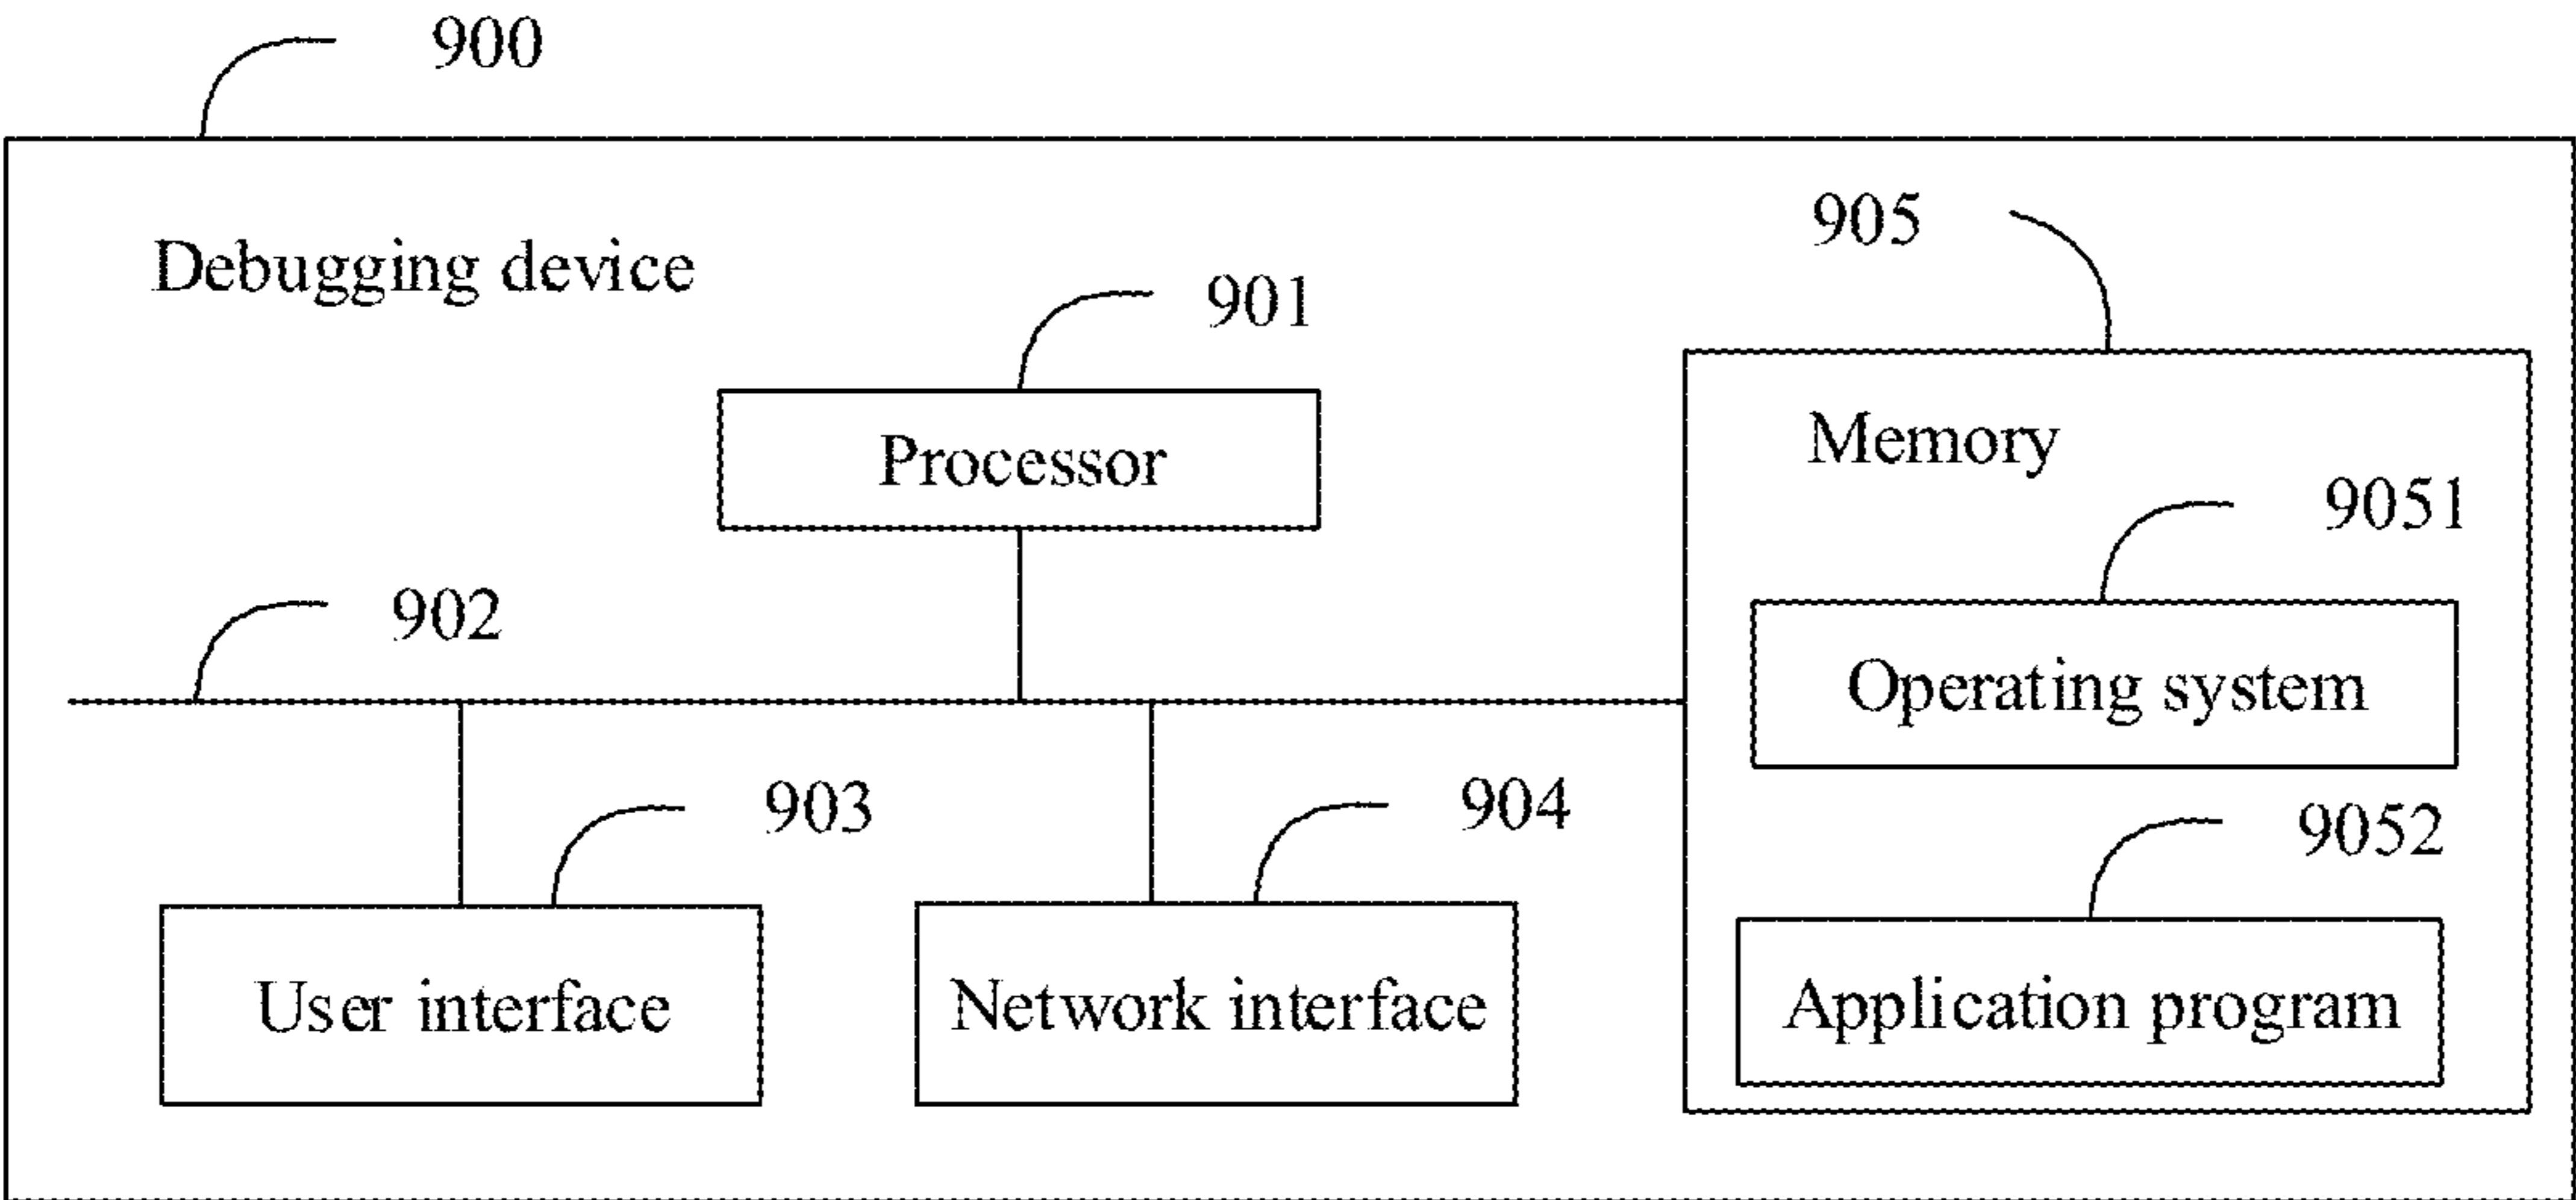 900
Debugging device
905
901
Processor
Memory
9051
902
Operating system
903
904
9052
User interface
Network interface
Application program